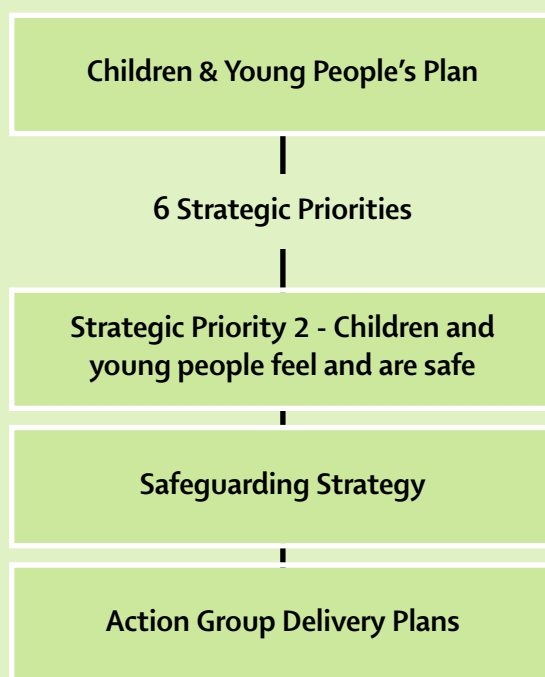 Children & Young People’s Plan
6 Strategic Priorities
Strategic Priority 2 - Children and
young people feel and are safe
Safeguarding Strategy
Action Group Delivery Plans